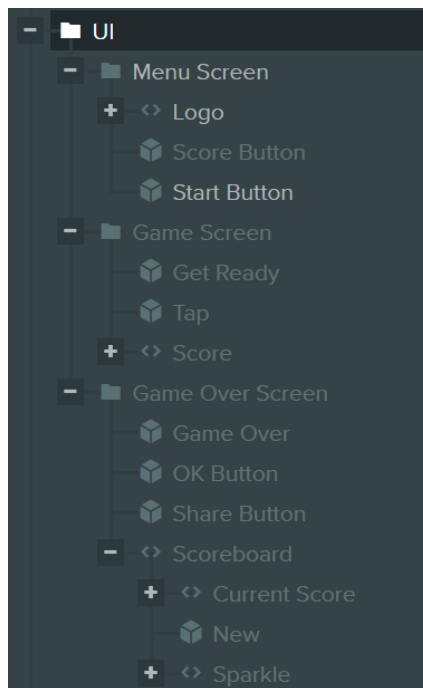 UI
Menu Screen
Logo
Score Button
Start Button
Game Screen
Get Ready
Tap
Score
Game Over Screen
Game Over
OK Button
Share Button
Scoreboard
Current Score
New
Sparkle